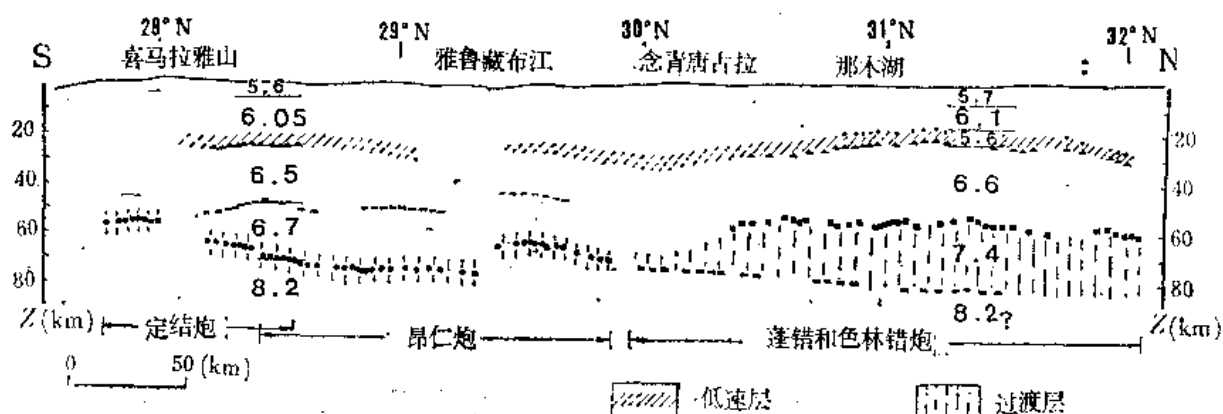 28°N 29°N 30°N 31°N 32°N
S 喜马拉雅山 雅鲁藏布江 念背唐古拉 那木湖 N
5.6 5.7
6.05 6.1
20 5.6 20
6.5 6.6
40 40
6.7
60 60
7.4
80 8.2 80
8.2?
Z(km) 定结炮 昂仁炮 蓬错和色林错炮 Z(km)
0 50 (km)
低速层 过渡层